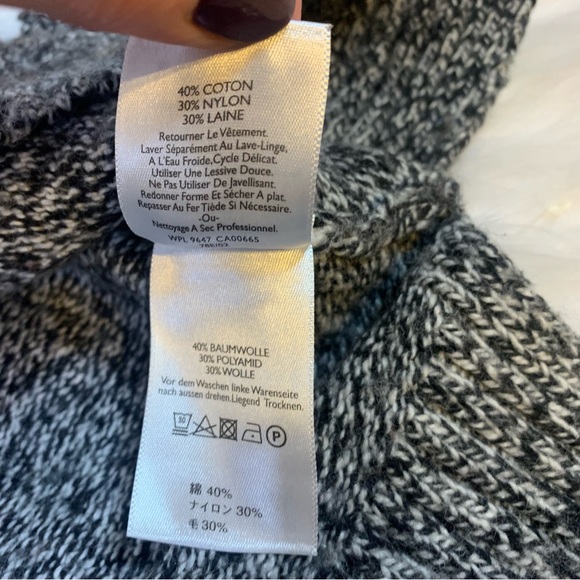 40% COTON
30% NYLON
30% LAINE
Retourner Le Vêtement.
Laver Séparément Au Lave-Linge,
A L'Eau Froide, Cycle Délicat.
Utiliser Une Lessive Douce.
Ne Pas Utiliser De Javellisant.
Redonner Forme Et Sécher A plat.
Repasser Au Fer Tiède Si Nécessaire.
-Ou-
Nettoyage A Sec Professionnel.
WPL 9447 CA00665
40% BAUMWOLLE
30% POLYAMID
30% WOLLE
Vor dem Waschen linke Warenseite
nach aussen drehen.Liegend Trocknen.
P
綿 40%
ナイロン 30%
毛 30%